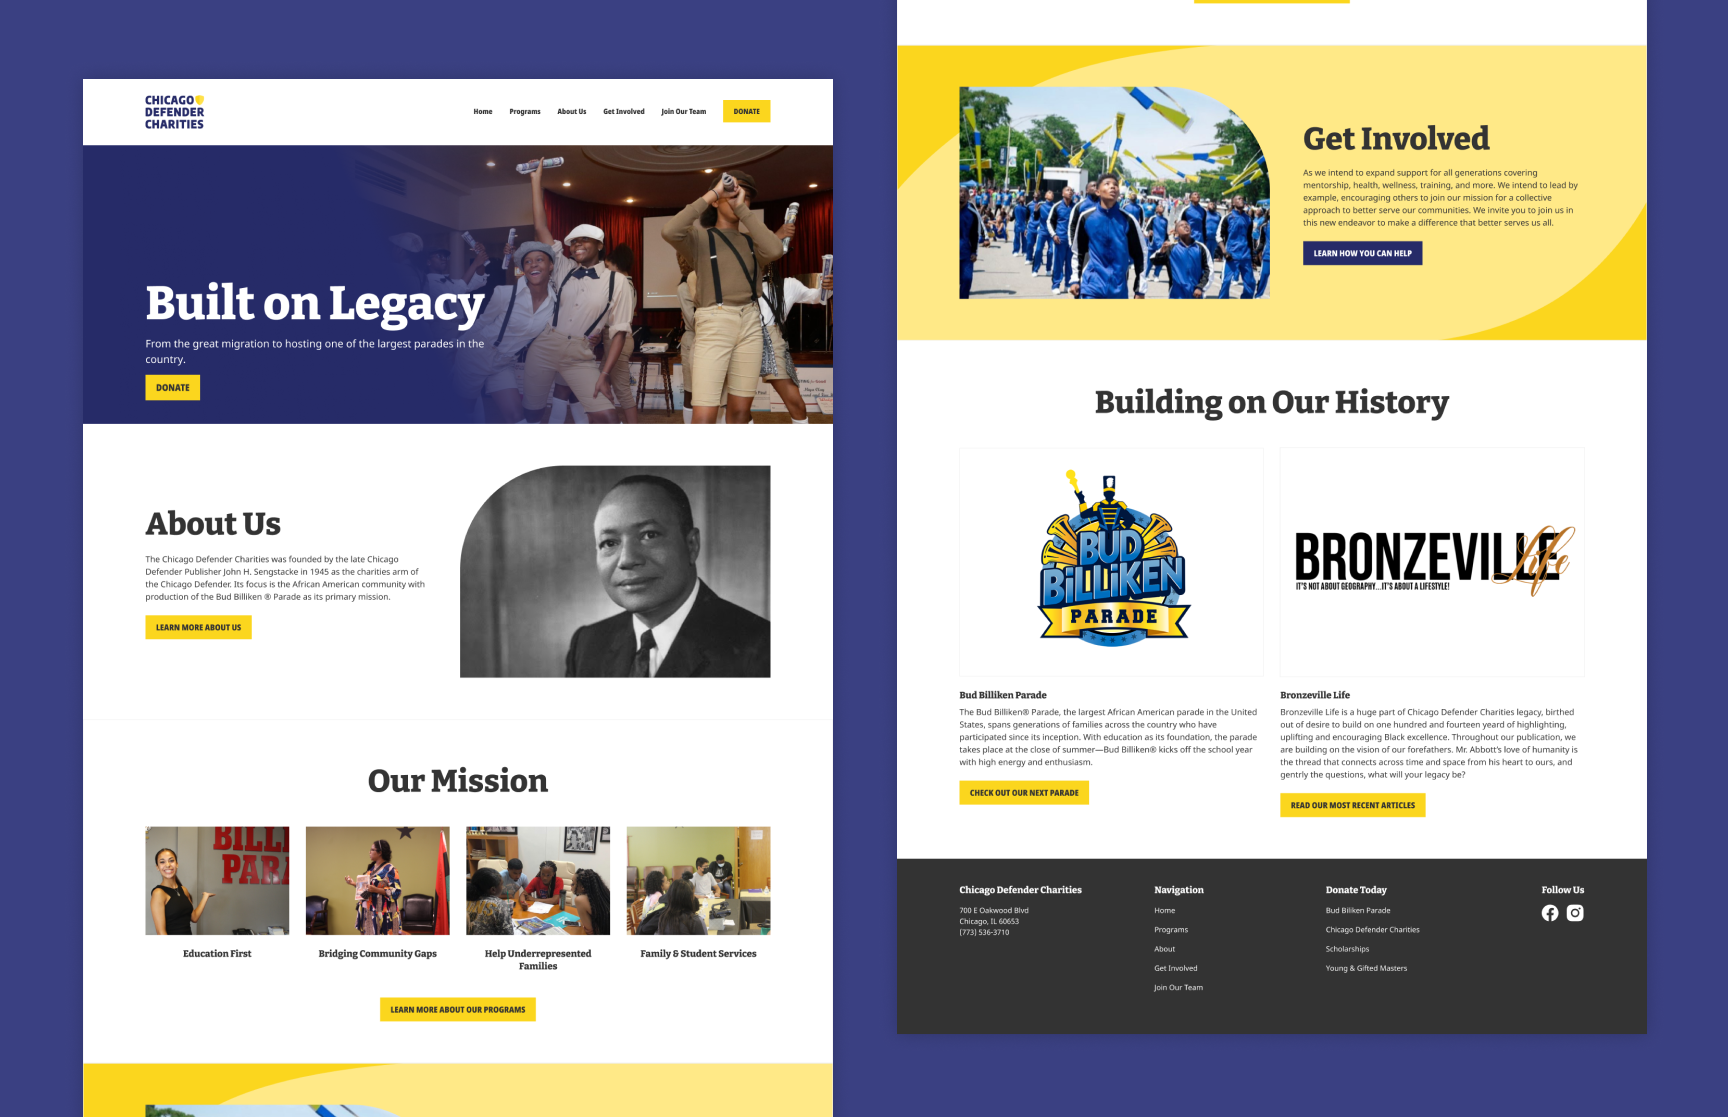 CHICAGO
DEFENDER
CHARITIES
Home
Programs
About Us
Get Involved
Join Our Team
DONATE
Built on Legacy
From the great migration to hosting one of the largest parades in the
country.
DONATE
About Us
The Chicago Defender Charities was founded by the late Chicago
Defender Publisher John H. Sengstacke in 1945 as the charities arm of
the Chicago Defender. Its focus is the African American community with
production of the Bud Billiken ® Parade as its primary mission.
LEARN MORE ABOUT US
Our Mission
BILLI
PARA
Education First
Bridging Community Gaps
Help Underrepresented
Families
Family & Student Services
LEARN MORE ABOUT OUR PROGRAMS
Get Involved
As we intend to expand support for all generations covering
mentorship, health, wellness, training, and more. We intend to lead by
example, encouraging others to join our mission for a collective
approach to better serve our communities. We invite you to join us in
this new endeavor to make a difference that better serves us all.
LEARN HOW YOU CAN HELP
Building on Our History
BUD
BILLIKEN
PARADE
BRONZEVILLE
life
IT'S NOT ABOUT GEOGRAPHY...IT'S ABOUT A LIFESTYLE!
Bud Billiken Parade
The Bud Billiken® Parade, the largest African American parade in the United
States, spans generations of families across the country who have
participated since its inception. With education as its foundation, the parade
takes place at the close of summer—Bud Billiken® kicks off the school year
with high energy and enthusiasm.
CHECK OUT OUR NEXT PARADE
Bronzeville Life
Bronzeville Life is a huge part of Chicago Defender Charities legacy, birthed
out of desire to build on one hundred and fourteen yeard of highlighting,
uplifting and encouraging Black excellence. Throughout our publication, we
are building on the vision of our forefathers. Mr. Abbott's love of humanity is
the thread that connects across time and space from his heart to ours, and
gentrly the questions, what will your legacy be?
READ OUR MOST RECENT ARTICLES
Chicago Defender Charities
700 E Oakwood Blvd
Chicago, IL 60653
(773) 536-3710
Navigation
Home
Programs
About
Get Involved
Join Our Team
Donate Today
Bud Biliken Parade
Chicago Defender Charities
Scholarships
Young & Gifted Masters
Follow Us